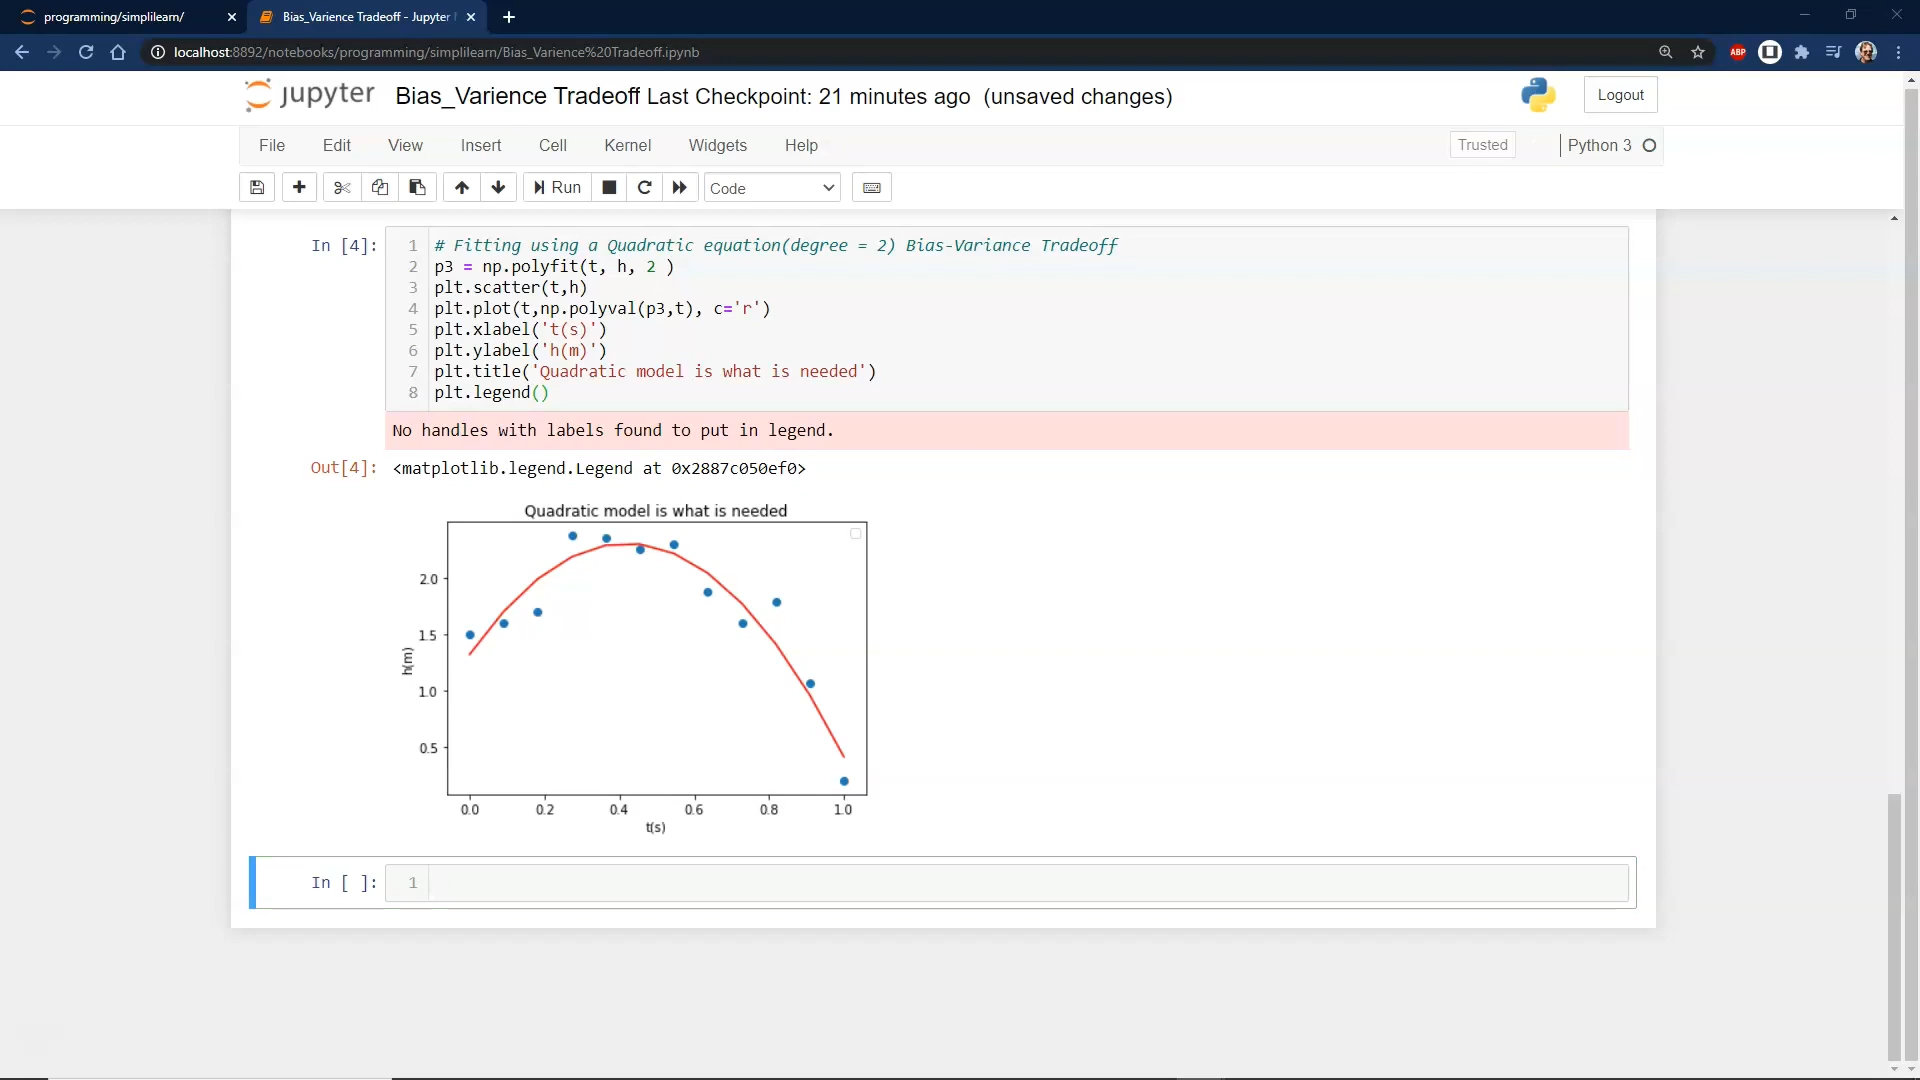 programming/simplilearn/
Bias_Varience Tradeoff - Jupyter
localhost:8892/notebooks/programming/simplilearn/Bias_Varience%20Tradeoff.ipynb
ABP
jupyter Bias_Varience Tradeoff Last Checkpoint: 21 minutes ago (unsaved changes)
Logout
File Edit View Insert Cell Kernel Widgets Help
Trusted
Python 3
Run
Code
In [4]:
1 # Fitting using a Quadratic equation(degree = 2) Bias-Variance Tradeoff
2 p3 = np.polyfit(t, h, 2 )
3 plt.scatter(t,h)
4 plt.plot(t,np.polyval(p3,t), c='r')
5 plt.xlabel('t(s)')
6 plt.ylabel('h(m)')
7 plt.title('Quadratic model is what is needed')
8 plt.legend()
No handles with labels found to put in legend.
Out[4]: <matplotlib.legend.Legend at 0x2887c050ef0>
Quadratic model is what is needed
2.0
1.5
1.0
0.5
h(m)
0.0 0.2 0.4 0.6 0.8 1.0
t(s)
In [ ]: 1